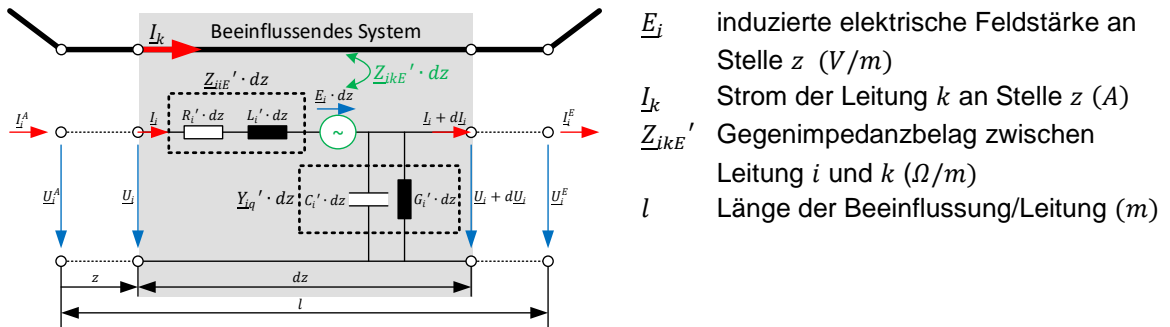 Beeinflussendes System
I_k
Z_ikE' · dz
Z_iiE' · dz
E_i · dz
R_i' · dz
L_i' · dz
~
I_i^A
I_i
I_i + dI_i
I_i^E
U_i^A
U_i
Y_iq' · dz
C_i' · dz
G_i' · dz
U_i + dU_i
U_i^E
z
dz
l
E_i induzierte elektrische Feldstärke an
Stelle z (V/m)
I_k Strom der Leitung k an Stelle z (A)
Z_ikE' Gegenimpedanzbelag zwischen
Leitung i und k (Ω/m)
l Länge der Beeinflussung/Leitung (m)